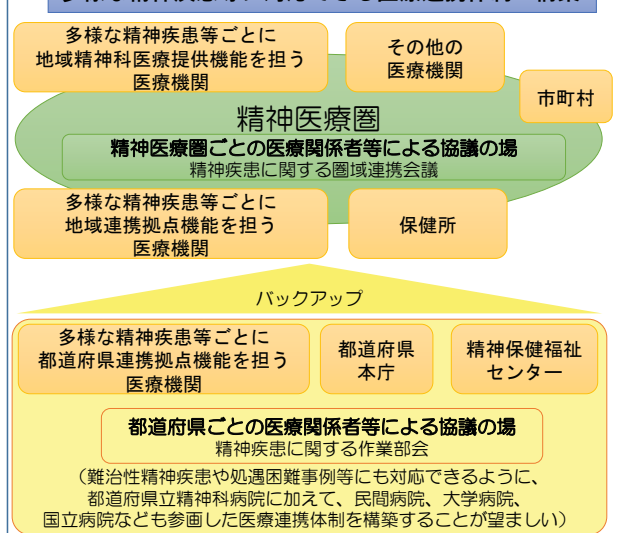 多様な精神疾患等ごとに
地域精神科医療提供機能を担う
医療機関
その他の
医療機関
市町村
精神医療圏
精神医療圏ごとの医療関係者等による協議の場
精神疾患に関する圏域連携会議
多様な精神疾患等ごとに
地域連携拠点機能を担う
医療機関
保健所
バックアップ
多様な精神疾患等ごとに
都道府県連携拠点機能を担う
医療機関
都道府県
本庁
精神保健福祉
センター
都道府県ごとの医療関係者等による協議の場
精神疾患に関する作業部会
（難治性精神疾患や処遇困難事例等にも対応できるように、
都道府県立精神科病院に加えて、民間病院、大学病院、
国立病院なども参画した医療連携体制を構築することが望ましい）